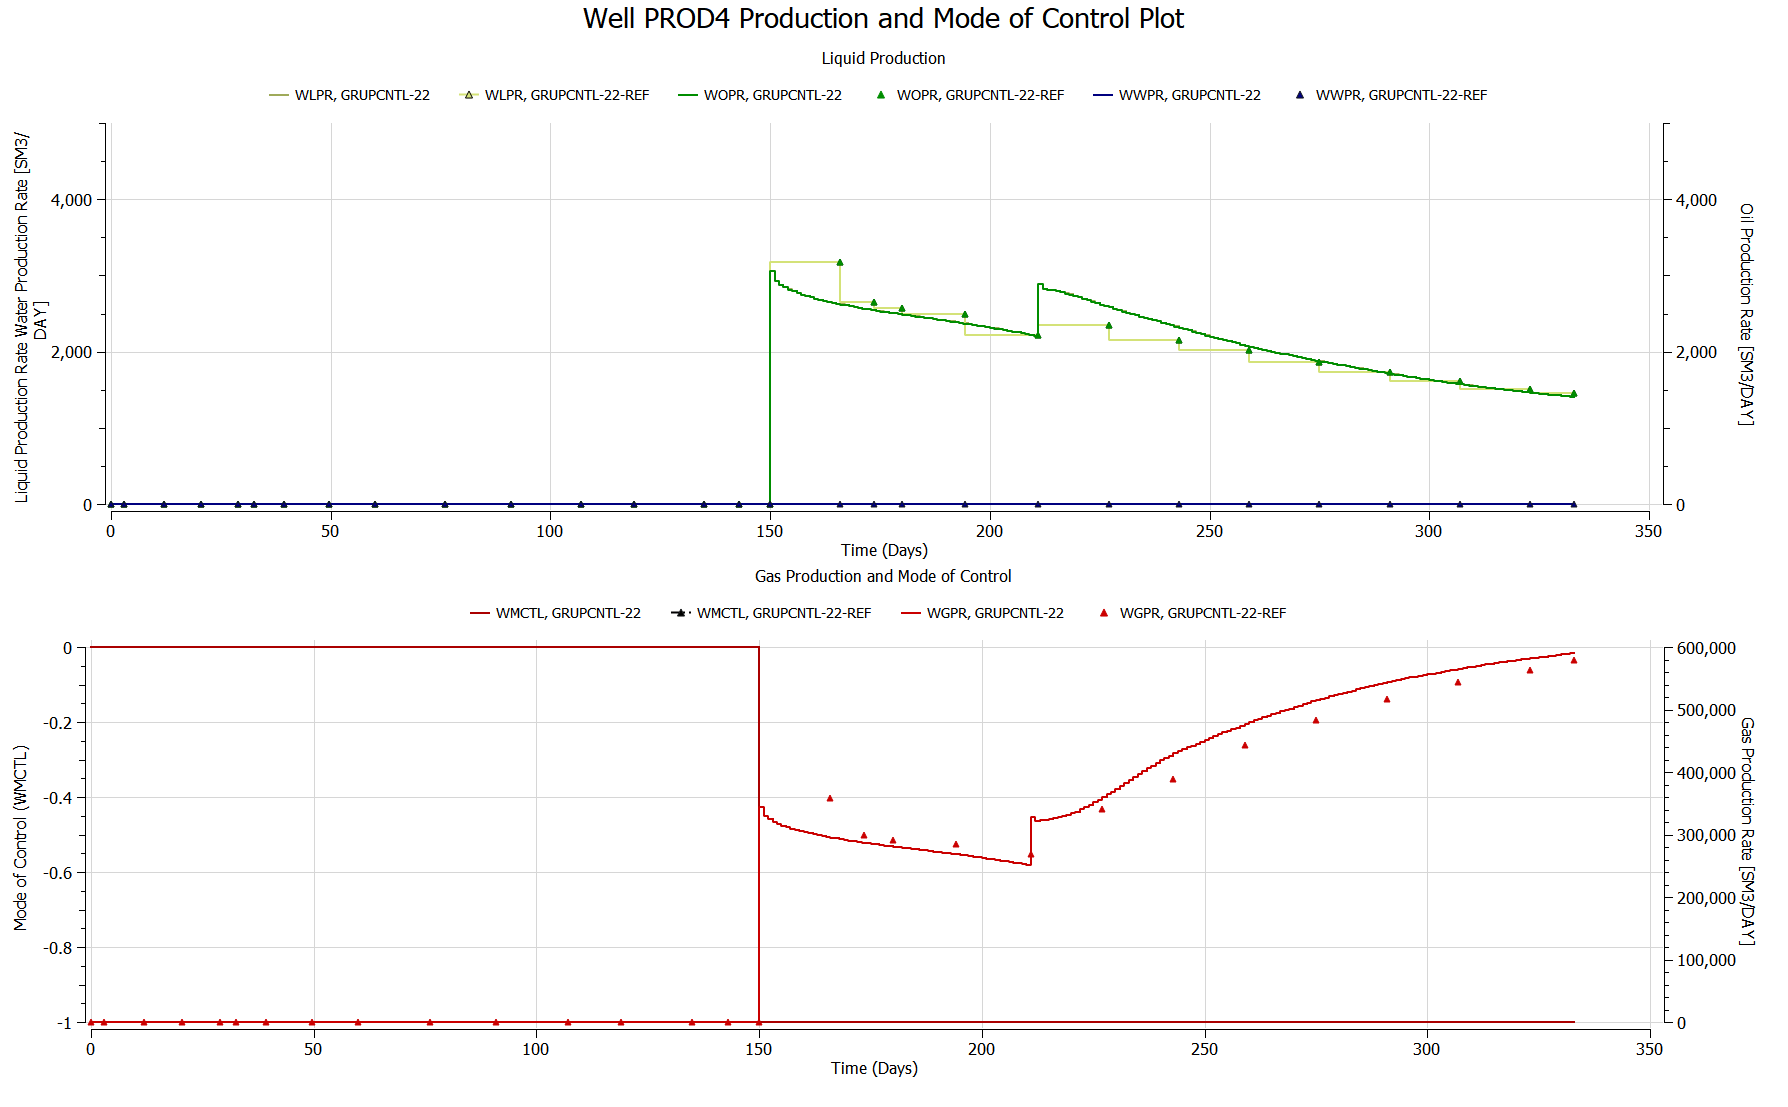 Well PROD4 Production and Mode of Control Plot
Liquid Production
WLPR, GRUPCNTL-22 WLPR, GRUPCNTL-22-REF WOPR, GRUPCNTL-22 WOPR, GRUPCNTL-22-REF WWPR, GRUPCNTL-22 WWPR, GRUPCNTL-22-REF
Liquid Production Rate Water Production Rate [SM3/
DAY]
4,000
2,000
0
4,000
2,000
0
Oil Production Rate [SM3/DAY]
0 50 100 150 200 250 300 350
Time (Days)
Gas Production and Mode of Control
WMCTL, GRUPCNTL-22 WMCTL, GRUPCNTL-22-REF WGPR, GRUPCNTL-22 WGPR, GRUPCNTL-22-REF
Mode of Control (WMCTL)
0
-0.2
-0.4
-0.6
-0.8
-1
600,000
500,000
400,000
300,000
200,000
100,000
0
Gas Production Rate [SM3/DAY]
0 50 100 150 200 250 300 350
Time (Days)